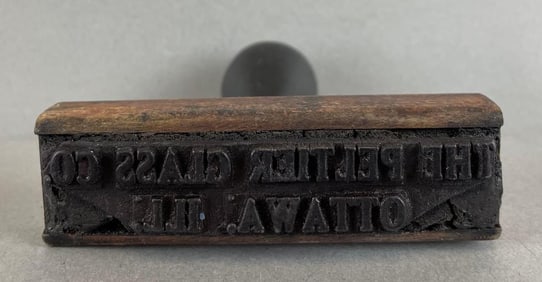 THE PELTIER GLASS CO.
OTTAWA, ILL.